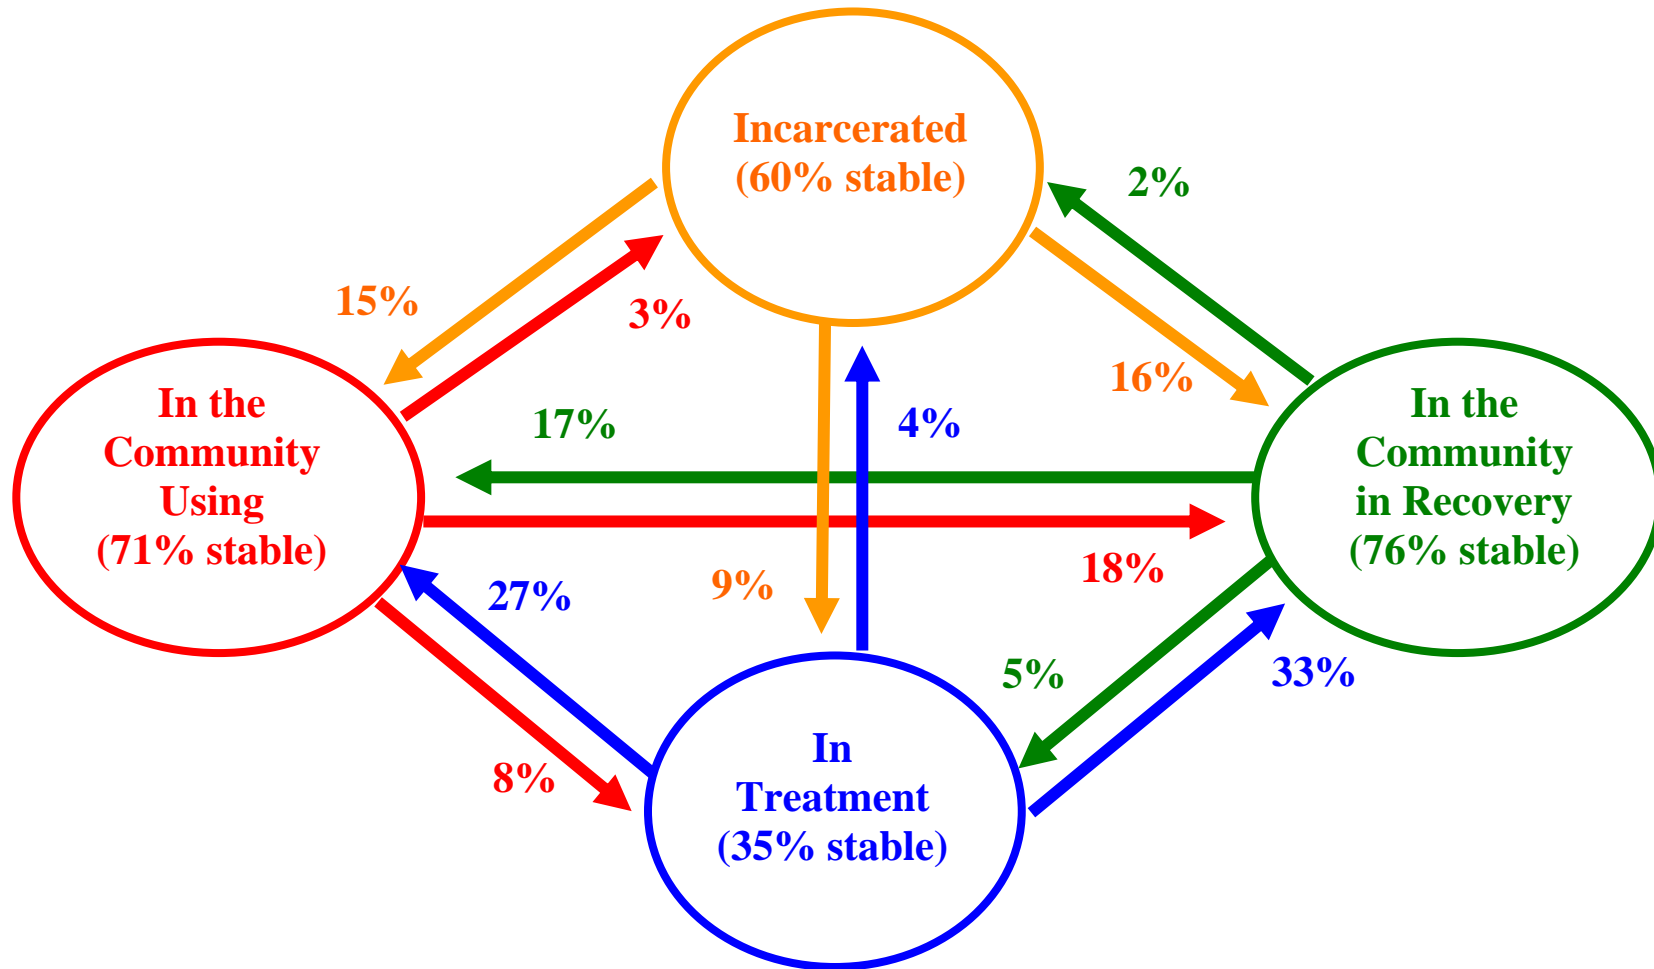 Incarcerated
(60% stable)
2%
15%
3%
16%
In the
Community
Using
(71% stable)
17%
4%
In the
Community
in Recovery
(76% stable)
27%
9%
18%
5%
33%
8%
In
Treatment
(35% stable)